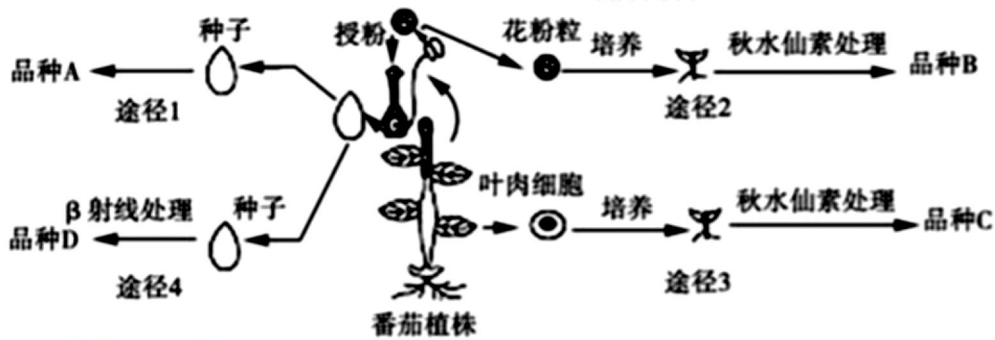 种子
授粉
花粉粒
培养
秋水仙素处理
品种A
途径1
途径2
品种B
β射线处理
种子
叶肉细胞
培养
秋水仙素处理
品种D
途径4
途径3
品种C
番茄植株